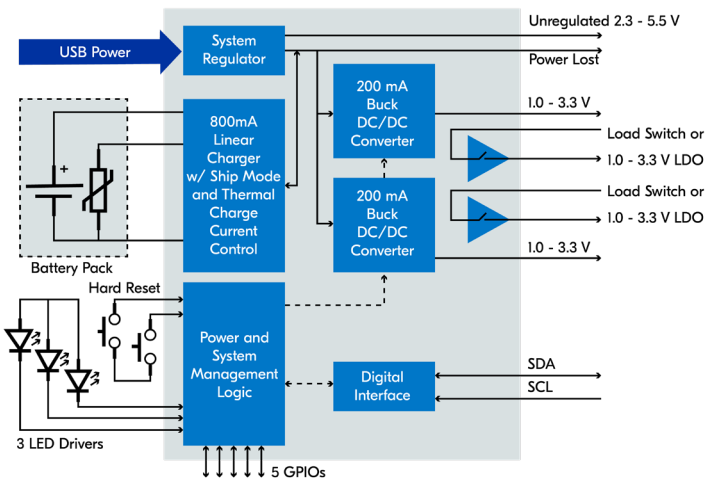 Unregulated 2.3 - 5.5 V
USB Power
System
Regulator
Power Lost
800mA
Linear
Charger
w/ Ship Mode
and Thermal
Charge
Current
Control
200 mA
Buck
DC/DC
Converter
1.0 - 3.3 V
Load Switch or
1.0 - 3.3 V LDO
+
200 mA
Buck
DC/DC
Converter
Load Switch or
1.0 - 3.3 V LDO
1.0 - 3.3 V
Battery Pack
Hard Reset
Power and
System
Management
Logic
Digital
Interface
SDA
SCL
3 LED Drivers
5 GPIOs